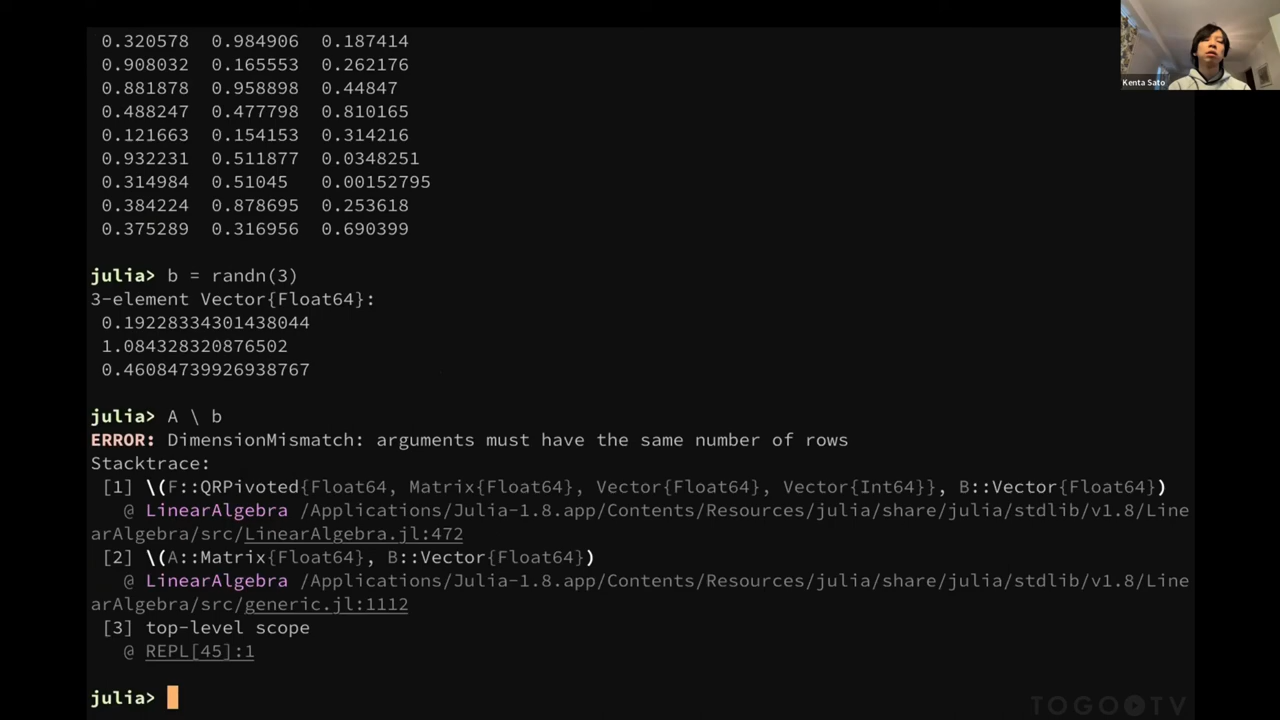 0.320578 0.984906 0.187414
0.908032 0.165553 0.262176
0.881878 0.958898 0.44847
0.488247 0.477798 0.810165
0.121663 0.154153 0.314216
0.932231 0.511877 0.0348251
0.314984 0.51045 0.00152795
0.384224 0.878695 0.253618
0.375289 0.316956 0.690399
julia> b = randn(3)
3-element Vector{Float64}:
0.19228334301438044
1.084328320876502
0.46084739926938767
julia> A \ b
ERROR: DimensionMismatch: arguments must have the same number of rows
Stacktrace:
[1] \(F::QRPivoted{Float64, Matrix{Float64}, Vector{Float64}, Vector{Int64}}, B::Vector{Float64})
@ LinearAlgebra /Applications/Julia-1.8.app/Contents/Resources/julia/share/julia/stdlib/v1.8/Line
arAlgebra/src/LinearAlgebra.jl:472
[2] \(A::Matrix{Float64}, B::Vector{Float64})
@ LinearAlgebra /Applications/Julia-1.8.app/Contents/Resources/julia/share/julia/stdlib/v1.8/Line
arAlgebra/src/generic.jl:1112
[3] top-level scope
@ REPL[45]:1
julia>
Kenta Sato
TOGO TV